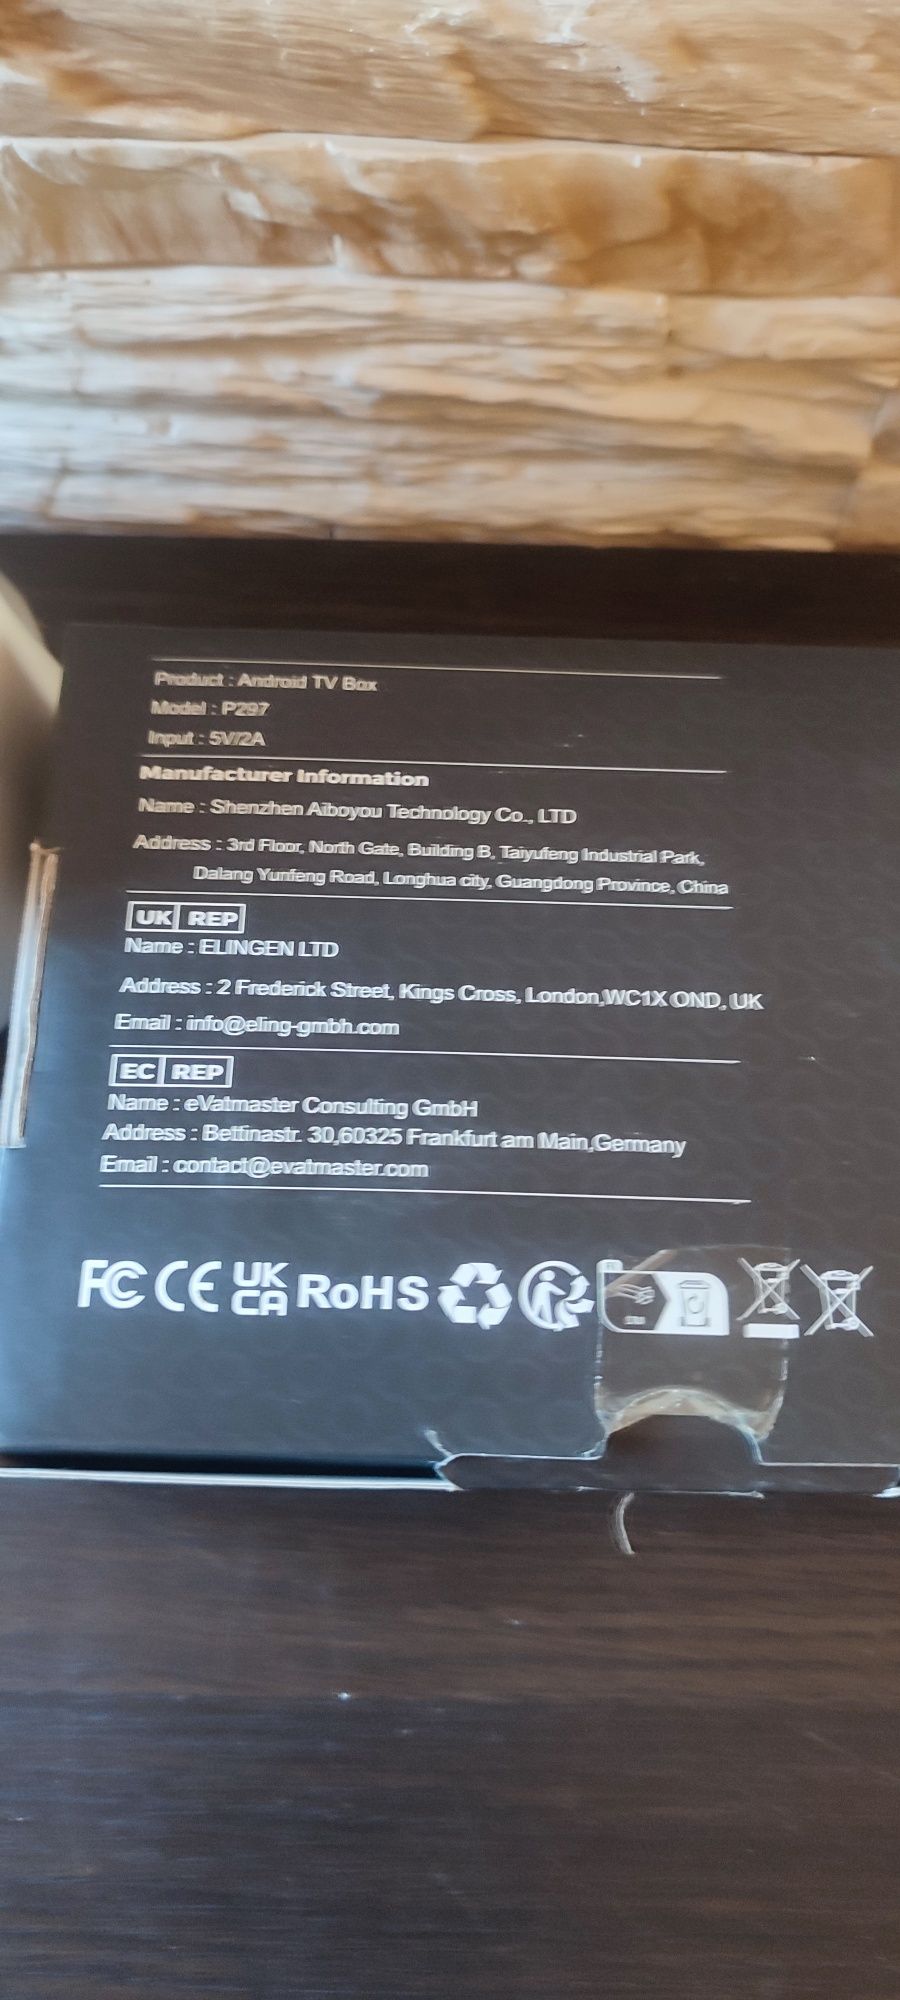 Product : Android TV Box
Model : P297
Input : 5V/2A
Manufacturer Information
Name : Shenzhen Aiboyou Technology Co., LTD
Address : 3rd Floor, North Gate, Building B, Taiyufeng Industrial Park,
Dalang Yunfeng Road, Longhua city, Guangdong Province, China
UK REP
Name : ELINGEN LTD
Address : 2 Frederick Street, Kings Cross, London,WC1X OND, UK
Email : info@eling-gmbh.com
EC REP
Name : eVatmaster Consulting GmbH
Address : Bettinastr. 30,60325 Frankfurt am Main,Germany
Email : contact@evatmaster.com
FC CE UK CA RoHS